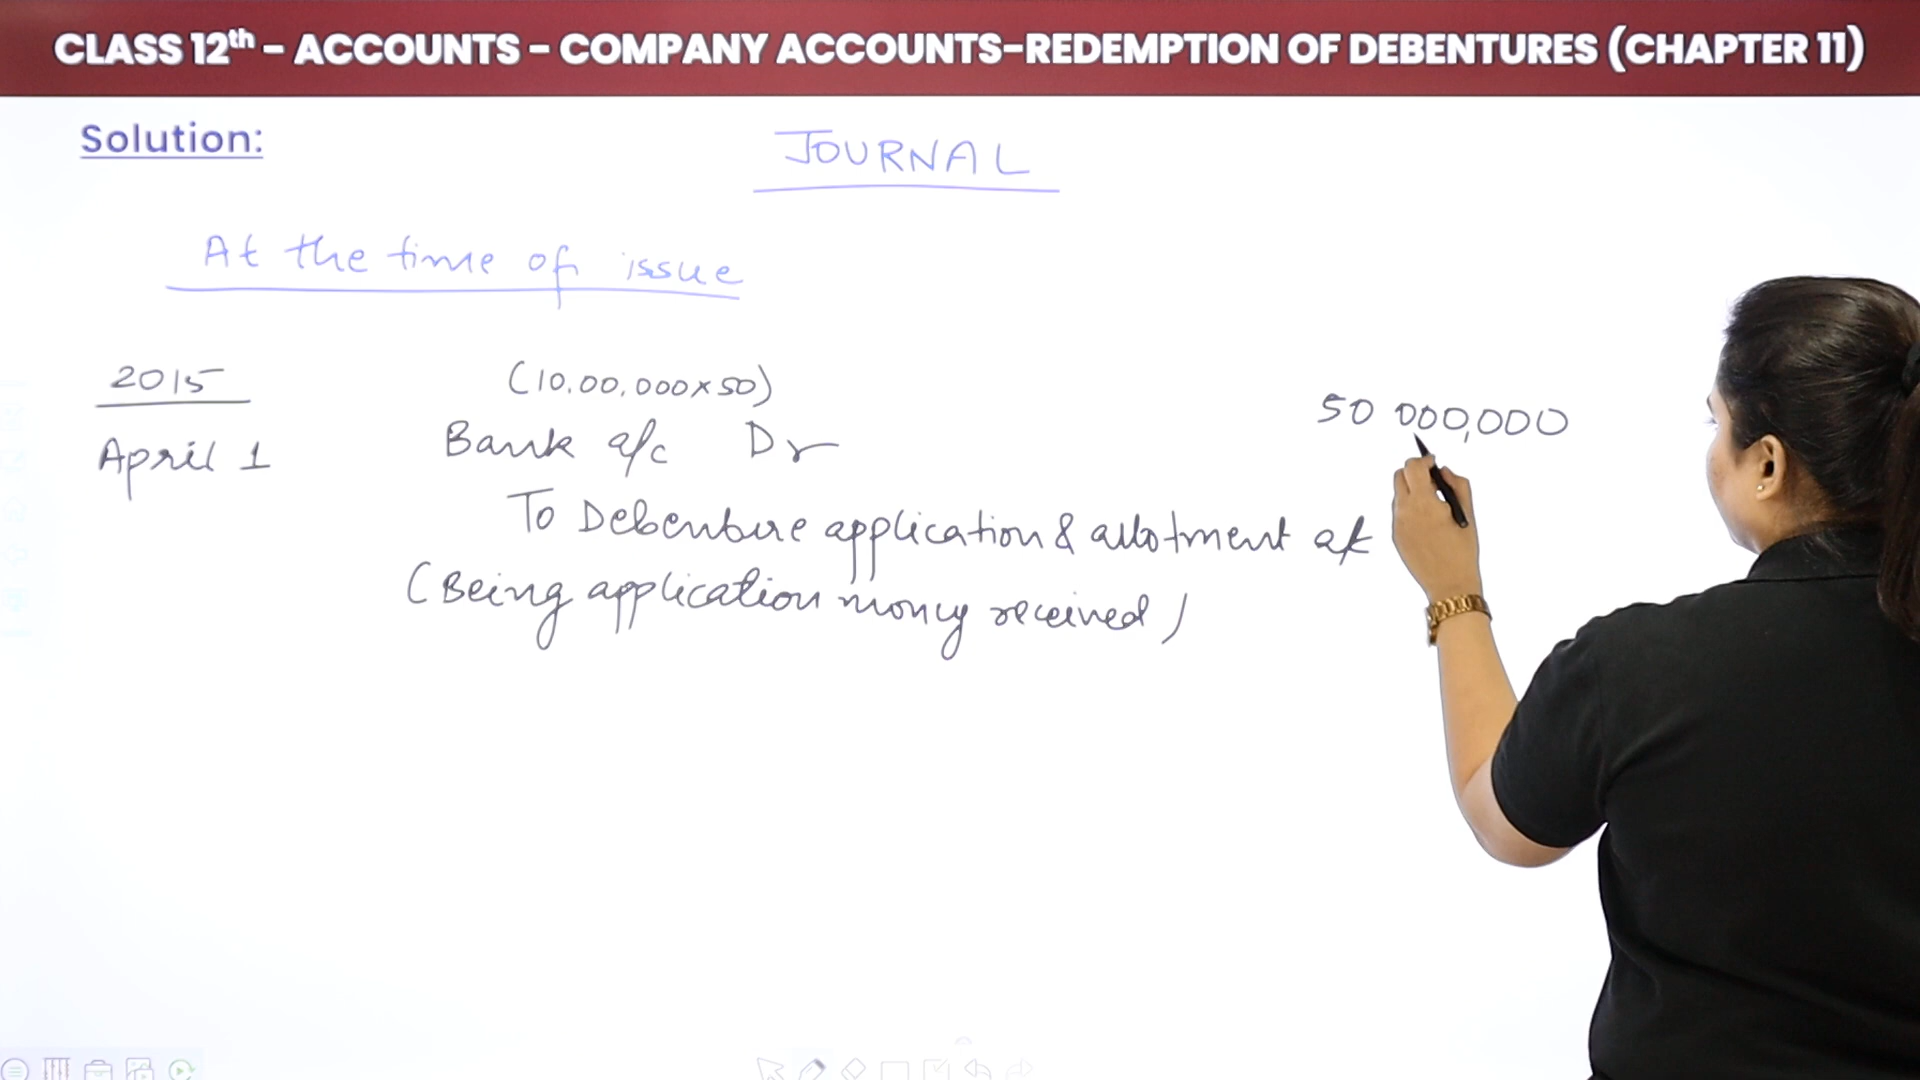 CLASS 12th - ACCOUNTS - COMPANY ACCOUNTS-REDEMPTION OF DEBENTURES (CHAPTER 11)
Solution:
JOURNAL
At the time of issue
2015
(10,00,000x50)
50 000,000
April 1
Bank a/c Dr
To Debenture application & allotment a/c
(Being application money received)